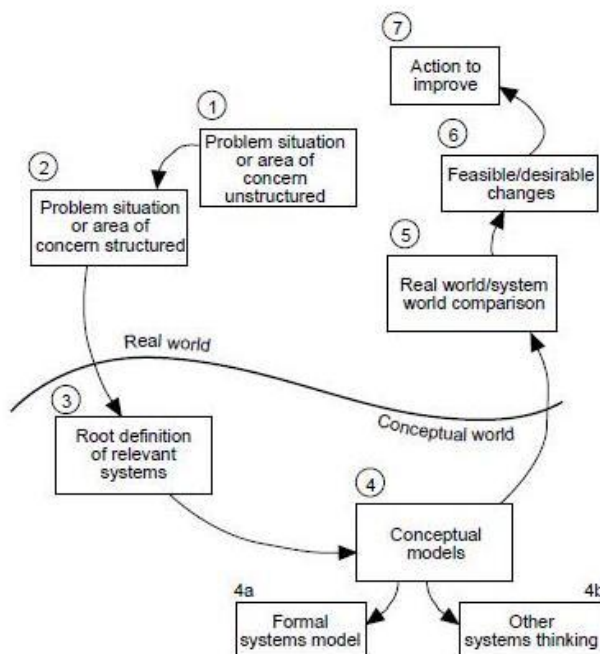 7
Action to
improve
1
Problem situation
or area of
concern
unstructured
6
Feasible/desirable
changes
2
Problem situation
or area of
concern structured
5
Real world/system
world comparison
Real world
Conceptual world
3
Root definition
of relevant
systems
4
Conceptual
models
4a
Formal
systems model
4b
Other
systems thinking